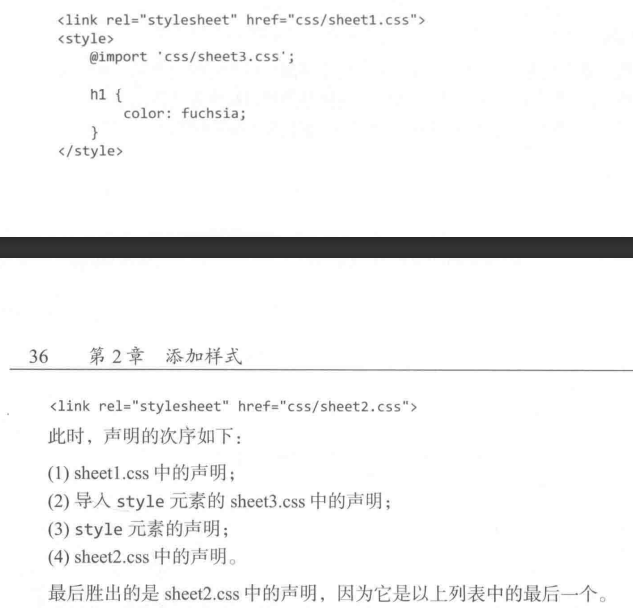 <link rel="stylesheet" href="css/sheet1.css">
<style>
    @import 'css/sheet3.css';

    h1 {
        color: fuchsia;
    }
</style>
36 第 2 章 添加样式
<link rel="stylesheet" href="css/sheet2.css">
此时，声明的次序如下：
(1) sheet1.css 中的声明；
(2) 导入 style 元素的 sheet3.css 中的声明；
(3) style 元素的声明；
(4) sheet2.css 中的声明。
最后胜出的是 sheet2.css 中的声明，因为它是以上列表中的最后一个。